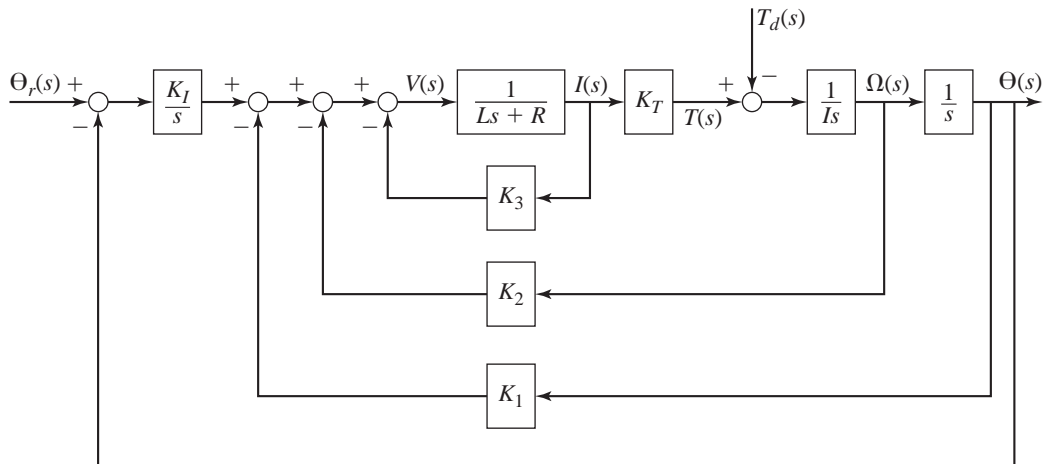 T_d(s)
Θ_r(s) + −
K_I / s
+ −
+ −
+ −
V(s)
1 / Ls + R
I(s)
K_T
T(s)
+ −
1 / Is
Ω(s)
1 / s
Θ(s)
K_3
K_2
K_1